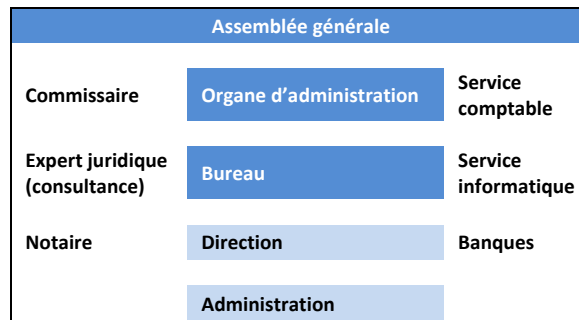 Assemblée générale
Commissaire
Organe d’administration
Service
comptable
Expert juridique
(consultance)
Bureau
Service
informatique
Notaire
Direction
Banques
Administration